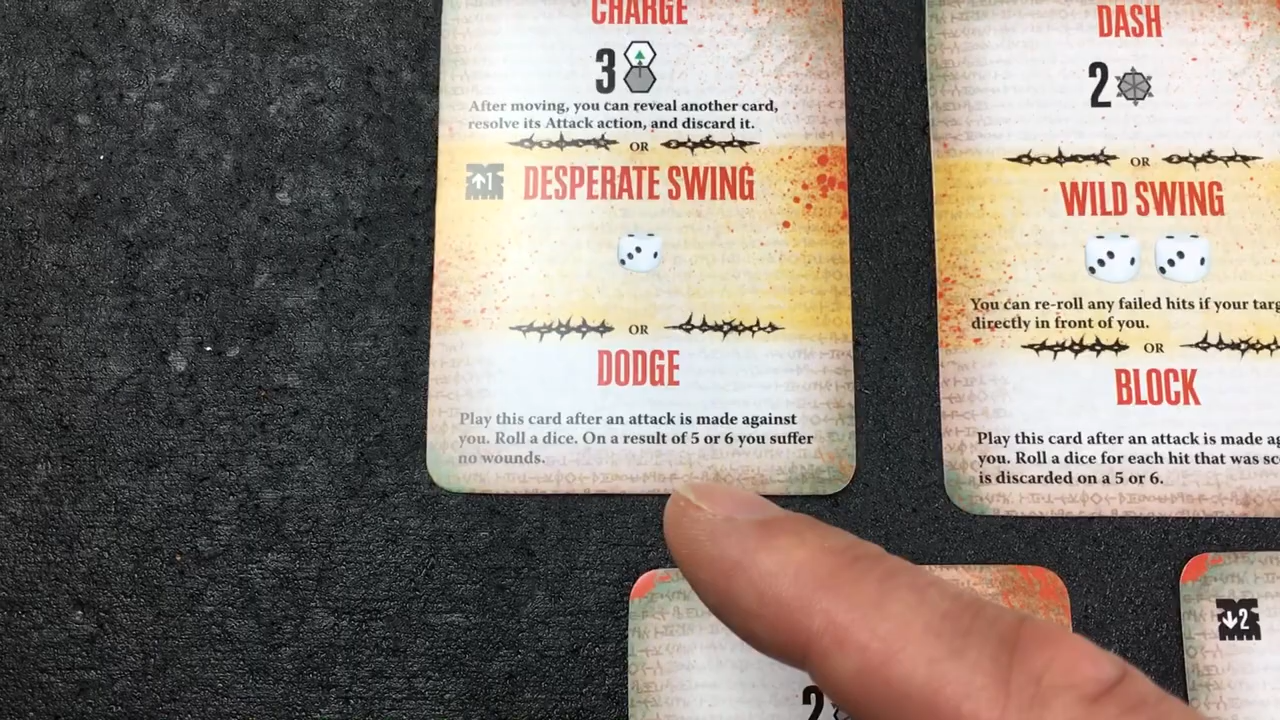 CHARGE
3
After moving, you can reveal another card,
resolve its Attack action, and discard it.
OR
1 DESPERATE SWING
OR
DODGE
Play this card after an attack is made against
you. Roll a dice. On a result of 5 or 6 you suffer
no wounds.
DASH
2
OR
WILD SWING
You can re-roll any failed hits if your
directly in front of you.
OR
BLOCK
Play this card after an attack is made
you. Roll a dice for each hit that was
is discarded on a 5 or 6.
2
2